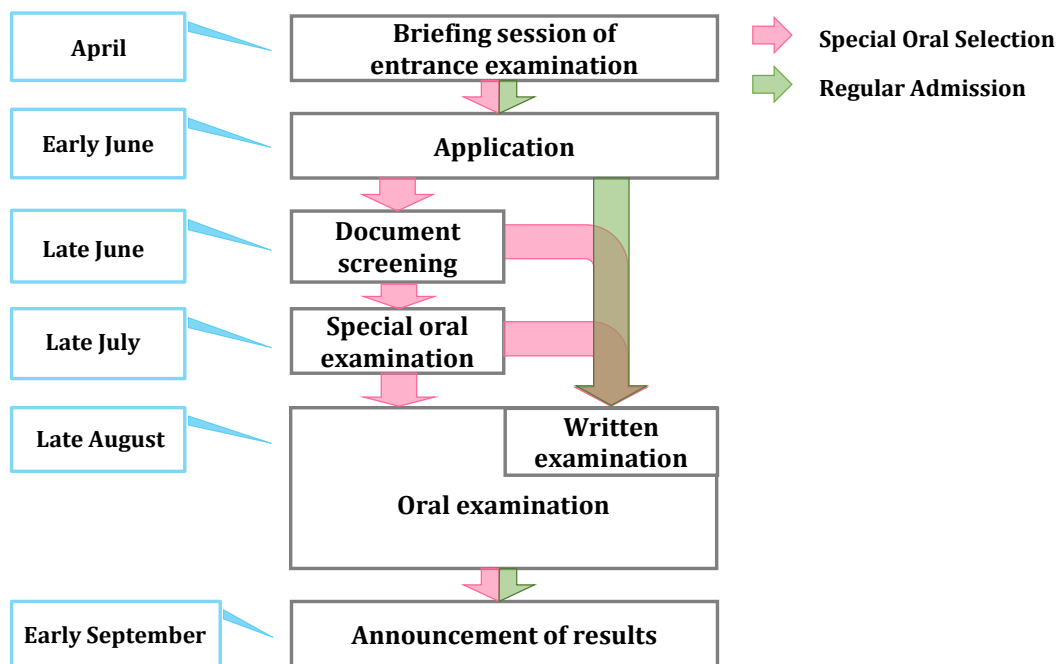 April
Briefing session of
entrance examination
Special Oral Selection
Regular Admission
Early June
Application
Late June
Document
screening
Late July
Special oral
examination
Late August
Written
examination
Oral examination
Early September
Announcement of results